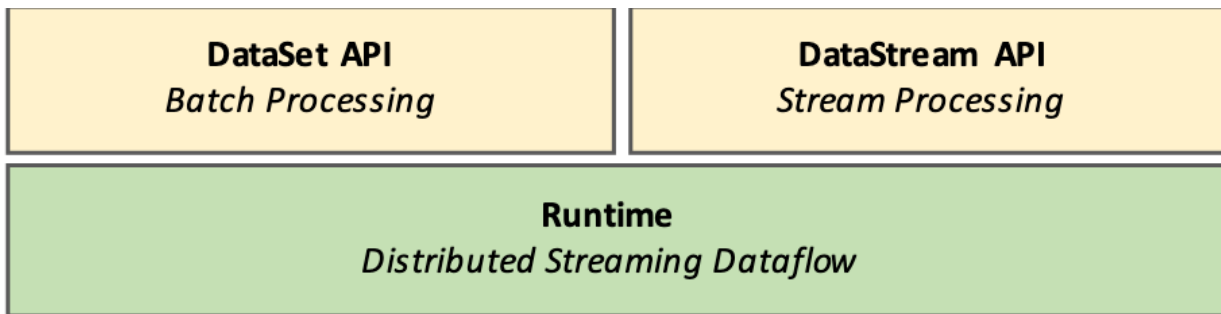 DataSet API
Batch Processing
DataStream API
Stream Processing
Runtime
Distributed Streaming Dataflow